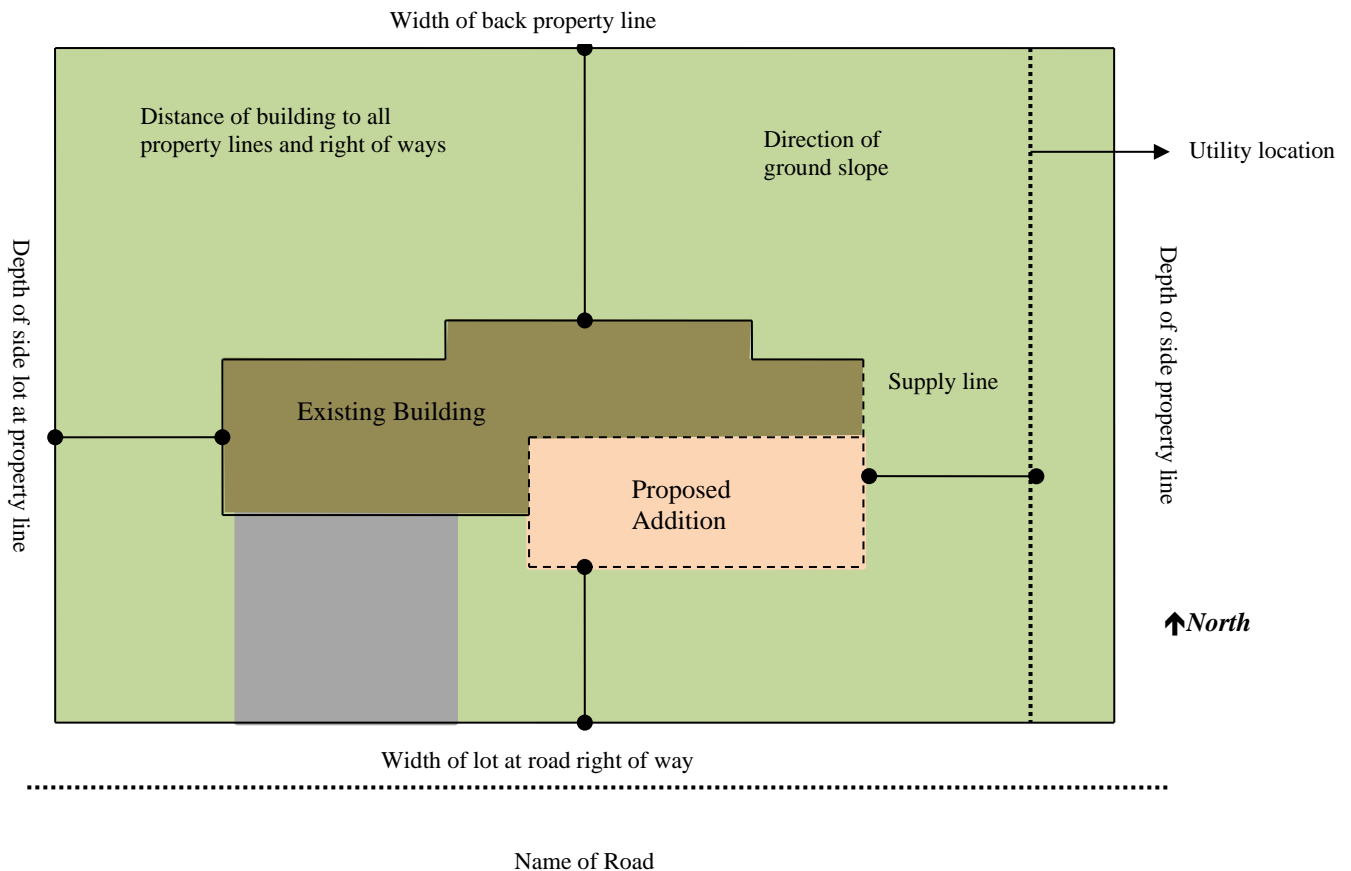 Width of back property line
Distance of building to all
property lines and right of ways
Direction of
ground slope
Utility location
Depth of side lot at property line
Depth of side property line
Supply line
Existing Building
Proposed
Addition
North
Width of lot at road right of way
Name of Road